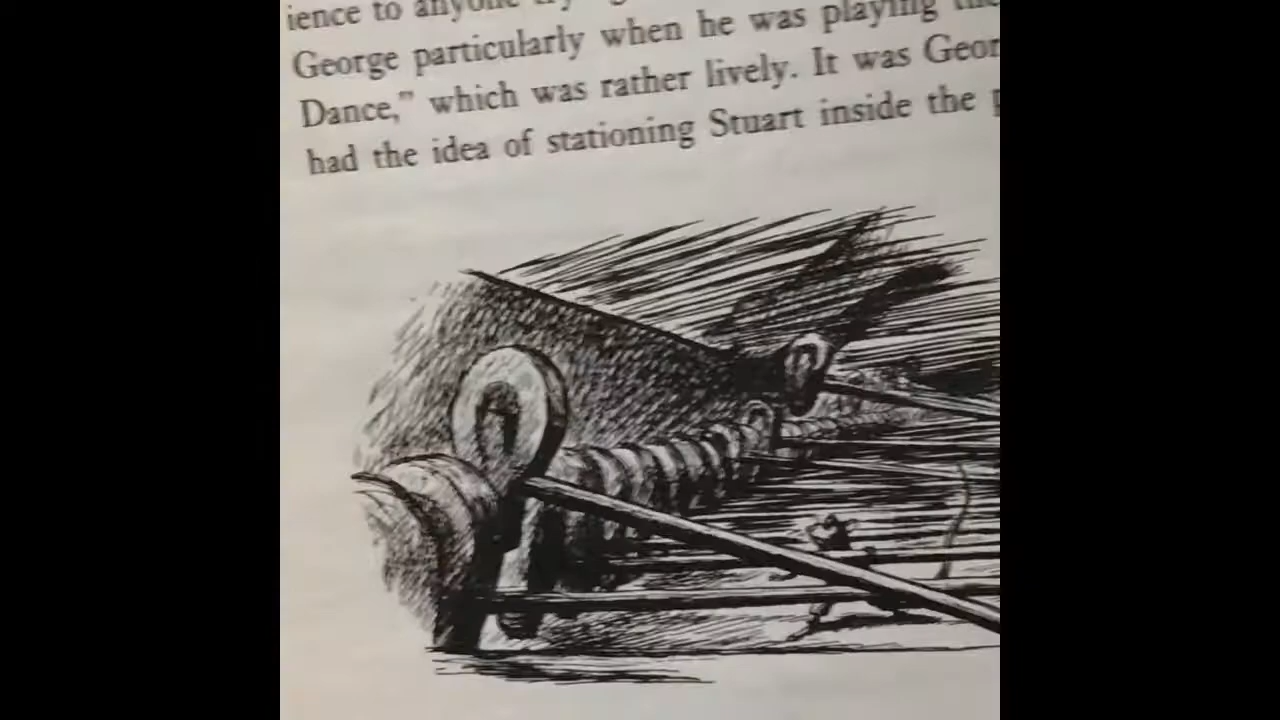 ience to anyone
George particularly when he was playing
Dance," which was rather lively. It was Geor
had the idea of stationing Stuart inside the